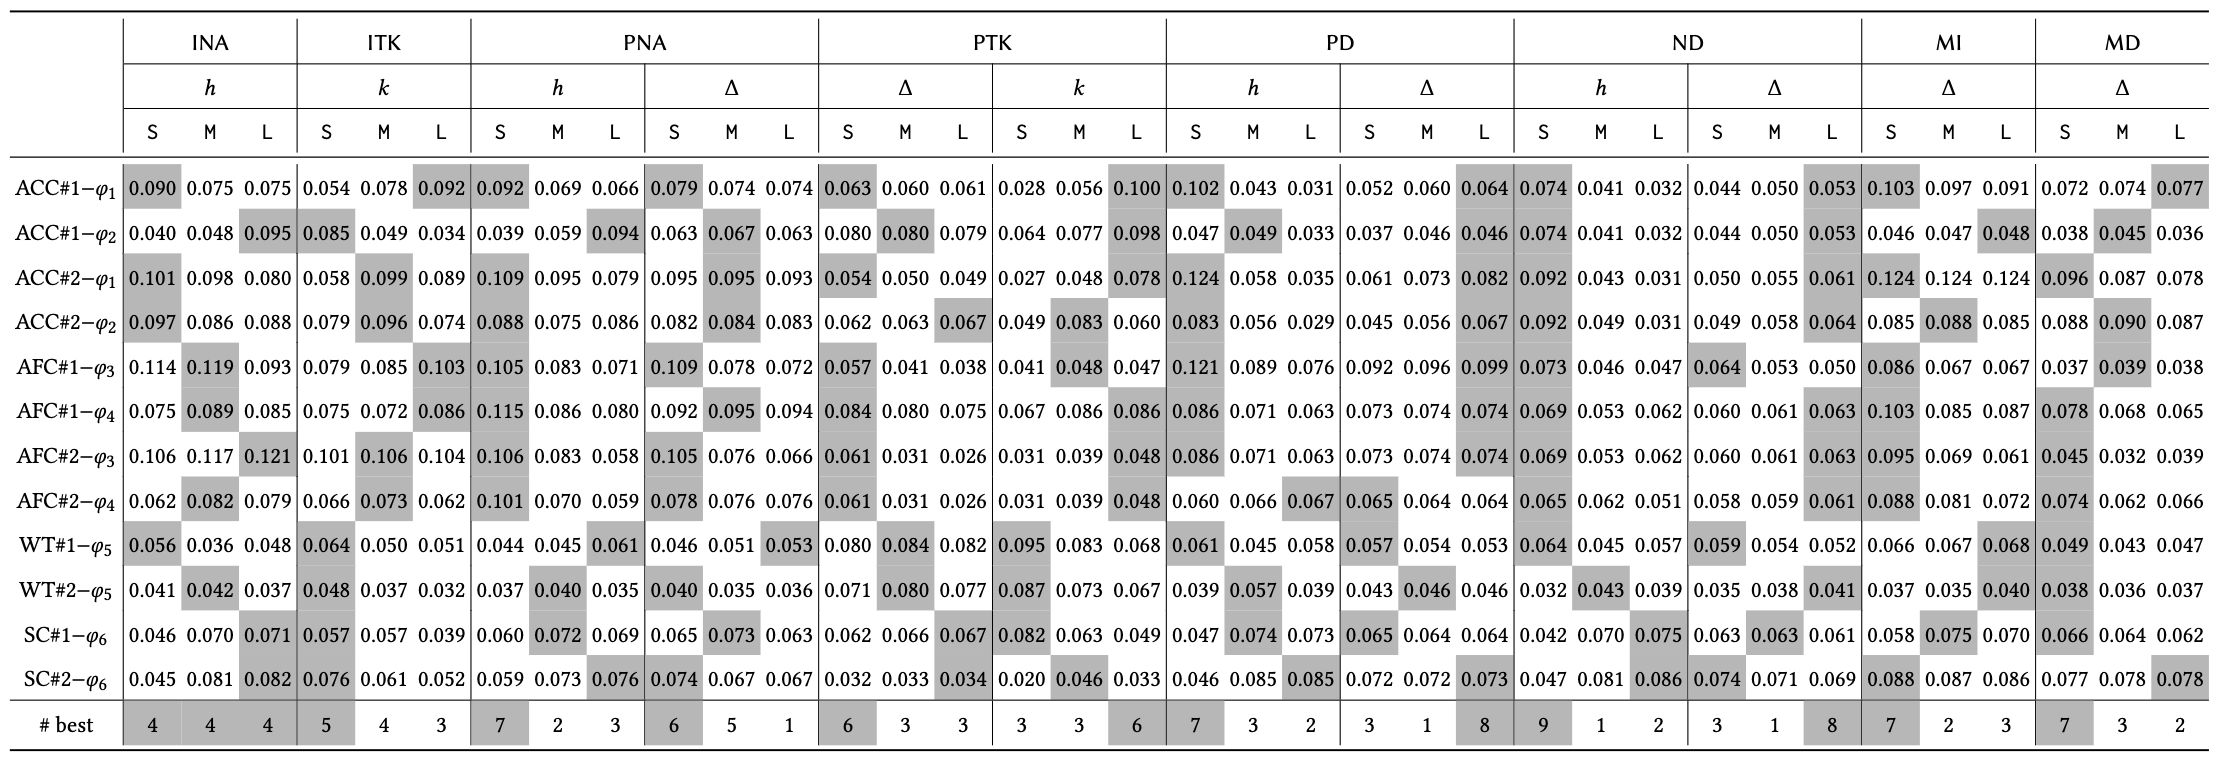 INA ITK PNA PTK PD ND MI MD
h k h Δ Δ k h Δ h Δ Δ Δ
S M L S M L S M L S M L S M L S M L S M L S M L S M L S M L S M L S M L
ACC#1–φ1 0.090 0.075 0.075 0.054 0.078 0.092 0.092 0.069 0.066 0.079 0.074 0.074 0.063 0.060 0.061 0.028 0.056 0.100 0.102 0.043 0.031 0.052 0.060 0.064 0.074 0.041 0.032 0.044 0.050 0.053 0.103 0.097 0.091 0.072 0.074 0.077
ACC#1–φ2 0.040 0.048 0.095 0.085 0.049 0.034 0.039 0.059 0.094 0.063 0.067 0.063 0.080 0.080 0.079 0.064 0.077 0.098 0.047 0.049 0.033 0.037 0.046 0.046 0.074 0.041 0.032 0.044 0.050 0.053 0.046 0.047 0.048 0.038 0.045 0.036
ACC#2–φ1 0.101 0.098 0.080 0.058 0.099 0.089 0.109 0.095 0.079 0.095 0.095 0.093 0.054 0.050 0.049 0.027 0.048 0.078 0.124 0.058 0.035 0.061 0.073 0.082 0.092 0.043 0.031 0.050 0.055 0.061 0.124 0.124 0.124 0.096 0.087 0.078
ACC#2–φ2 0.097 0.086 0.088 0.079 0.096 0.074 0.088 0.075 0.086 0.082 0.084 0.083 0.062 0.063 0.067 0.049 0.083 0.060 0.083 0.056 0.029 0.045 0.056 0.067 0.092 0.049 0.031 0.049 0.058 0.064 0.085 0.088 0.085 0.088 0.090 0.087
AFC#1–φ3 0.114 0.119 0.093 0.079 0.085 0.103 0.105 0.083 0.071 0.109 0.078 0.072 0.057 0.041 0.038 0.041 0.048 0.047 0.121 0.089 0.076 0.092 0.096 0.099 0.073 0.046 0.047 0.064 0.053 0.050 0.086 0.067 0.067 0.037 0.039 0.038
AFC#1–φ4 0.075 0.089 0.085 0.075 0.072 0.086 0.115 0.086 0.080 0.092 0.095 0.094 0.084 0.080 0.075 0.067 0.086 0.086 0.086 0.071 0.063 0.073 0.074 0.074 0.069 0.053 0.062 0.060 0.061 0.063 0.103 0.085 0.087 0.078 0.068 0.065
AFC#2–φ3 0.106 0.117 0.121 0.101 0.106 0.104 0.106 0.083 0.058 0.105 0.076 0.066 0.061 0.031 0.026 0.031 0.039 0.048 0.086 0.071 0.063 0.073 0.074 0.074 0.069 0.053 0.062 0.060 0.061 0.063 0.095 0.069 0.061 0.045 0.032 0.039
AFC#2–φ4 0.062 0.082 0.079 0.066 0.073 0.062 0.101 0.070 0.059 0.078 0.076 0.076 0.061 0.031 0.026 0.031 0.039 0.048 0.060 0.066 0.067 0.065 0.064 0.064 0.065 0.062 0.051 0.058 0.059 0.061 0.088 0.081 0.072 0.074 0.062 0.066
WT#1–φ5 0.056 0.036 0.048 0.064 0.050 0.051 0.044 0.045 0.061 0.046 0.051 0.053 0.080 0.084 0.082 0.095 0.083 0.068 0.061 0.045 0.058 0.057 0.054 0.053 0.064 0.045 0.057 0.059 0.054 0.052 0.066 0.067 0.068 0.049 0.043 0.047
WT#2–φ5 0.041 0.042 0.037 0.048 0.037 0.032 0.037 0.040 0.035 0.040 0.035 0.036 0.071 0.080 0.077 0.087 0.073 0.067 0.039 0.057 0.039 0.043 0.046 0.046 0.032 0.043 0.039 0.035 0.038 0.041 0.037 0.035 0.040 0.038 0.036 0.037
SC#1–φ6 0.046 0.070 0.071 0.057 0.057 0.039 0.060 0.072 0.069 0.065 0.073 0.063 0.062 0.066 0.067 0.082 0.063 0.049 0.047 0.074 0.073 0.065 0.064 0.064 0.042 0.070 0.075 0.063 0.063 0.061 0.058 0.075 0.070 0.066 0.064 0.062
SC#2–φ6 0.045 0.081 0.082 0.076 0.061 0.052 0.059 0.073 0.076 0.074 0.067 0.067 0.032 0.033 0.034 0.020 0.046 0.033 0.046 0.085 0.085 0.072 0.072 0.073 0.047 0.081 0.086 0.074 0.071 0.069 0.088 0.087 0.086 0.077 0.078 0.078
# best 4 4 4 5 4 3 7 2 3 6 5 1 6 3 3 3 3 6 7 3 2 3 1 8 9 1 2 3 1 8 7 2 3 7 3 2